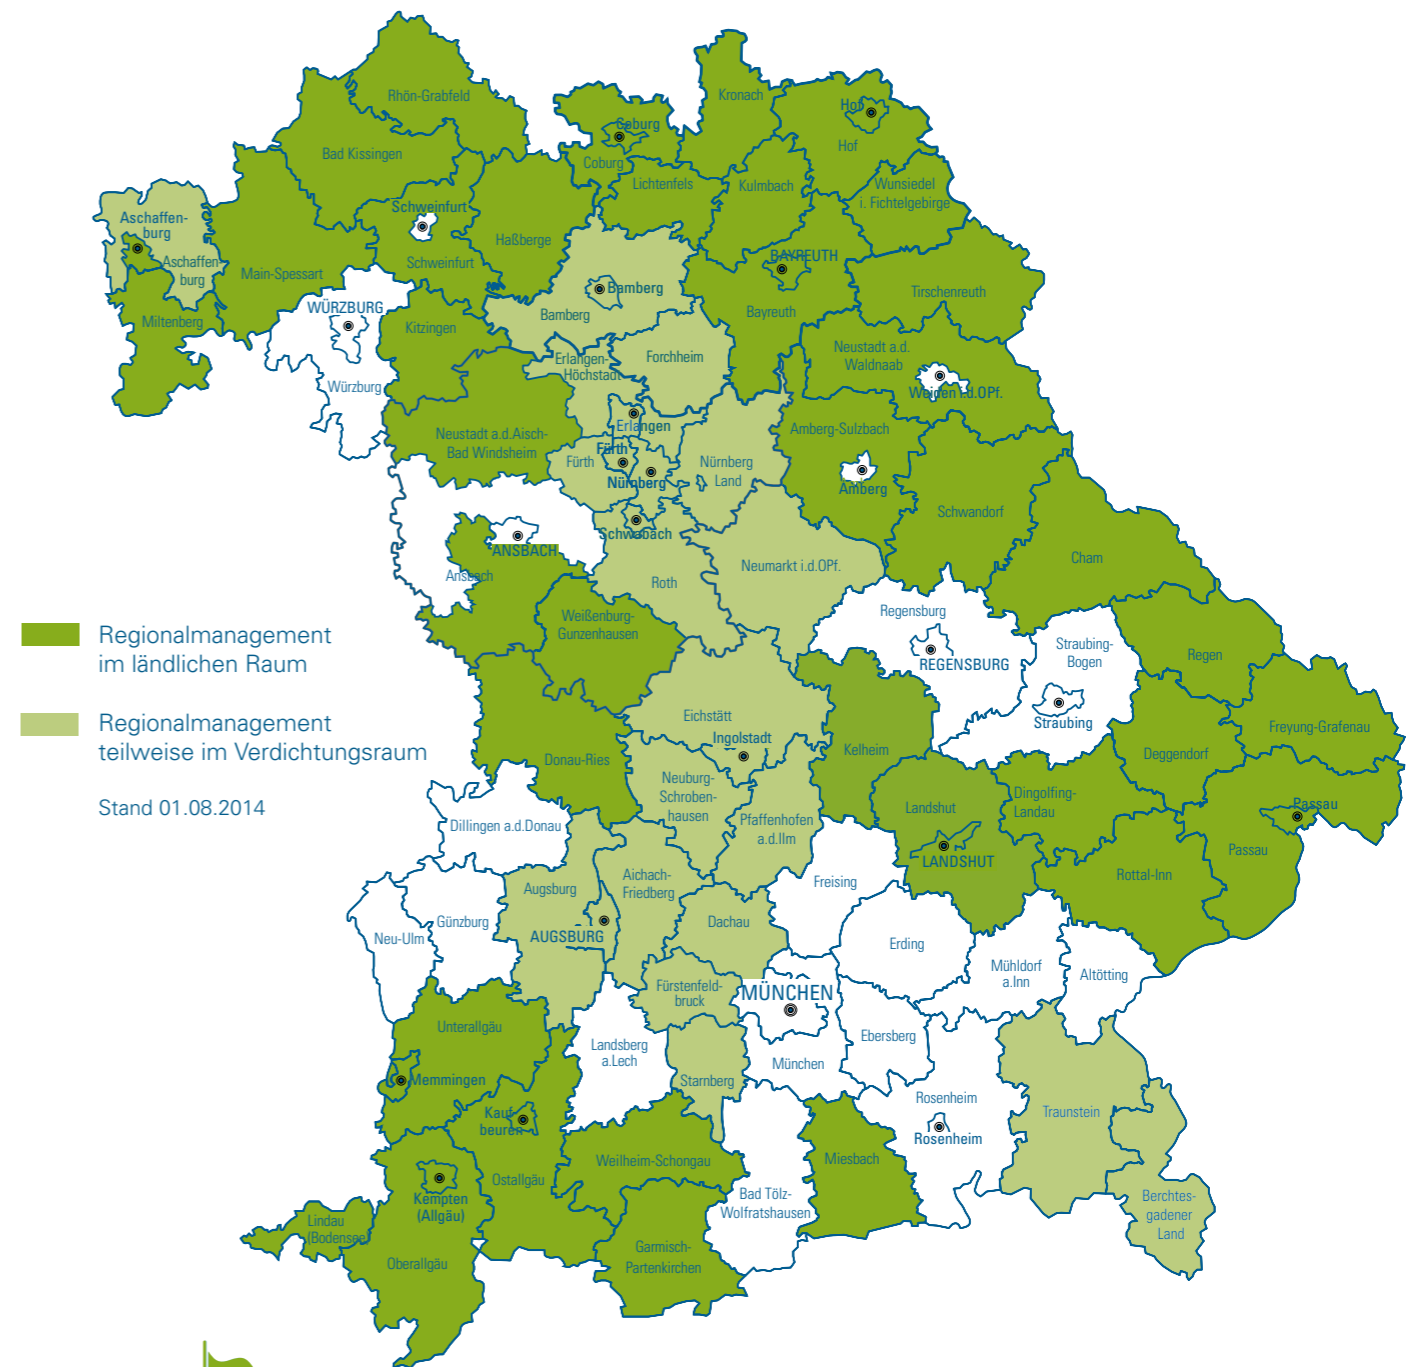 Rhön-Grabfeld
Kronach
Hof
Coburg
Hof
Bad Kissingen
Coburg
Lichtenfels
Kulmbach
Wunsiedel
i. Fichtelgebirge
Schweinfurt
Aschaffen-
burg
Haßberge
Aschaffen-
burg
Main-Spessart
Schweinfurt
BAYREUTH
Bamberg
Tirschenreuth
WÜRZBURG
Miltenberg
Kitzingen
Bamberg
Bayreuth
Erlangen-
Höchstadt
Forchheim
Neustadt a.d.
Waldnaab
Würzburg
Weiden i.d.OPf.
Erlangen
Amberg-Sulzbach
Neustadt a.d.Aisch-
Bad Windsheim
Fürth
Fürth
Nürnberg
Nürnberg
Land
Amberg
Schwandorf
Schwabach
ANSBACH
Cham
Ansbach
Roth
Neumarkt i.d.OPf.
Weißenburg-
Gunzenhausen
Regensburg
REGENSBURG
Straubing-
Bogen
Regen
Regionalmanagement
im ländlichen Raum
Straubing
Eichstätt
Ingolstadt
Kelheim
Freyung-Grafenau
Deggendorf
Regionalmanagement
teilweise im Verdichtungsraum
Donau-Ries
Neuburg-
Schroben-
hausen
Dingolfing-
Landau
Landshut
Passau
Stand 01.08.2014
Dillingen a.d.Donau
Pfaffenhofen
a.d.Ilm
LANDSHUT
Passau
Rottal-Inn
Augsburg
Aichach-
Friedberg
Freising
Günzburg
Dachau
Neu-Ulm
AUGSBURG
Erding
Mühldorf
a.Inn
Altötting
Fürstenfeld-
bruck
MÜNCHEN
Unterallgäu
Landsberg
a.Lech
Ebersberg
München
Memmingen
Starnberg
Rosenheim
Traunstein
Kauf-
beuren
Rosenheim
Weilheim-Schongau
Miesbach
Ostallgäu
Kempten
(Allgäu)
Bad Tölz-
Wolfratshausen
Berchtes-
gadener
Land
Lindau
(Bodensee)
Oberallgäu
Garmisch-
Partenkirchen